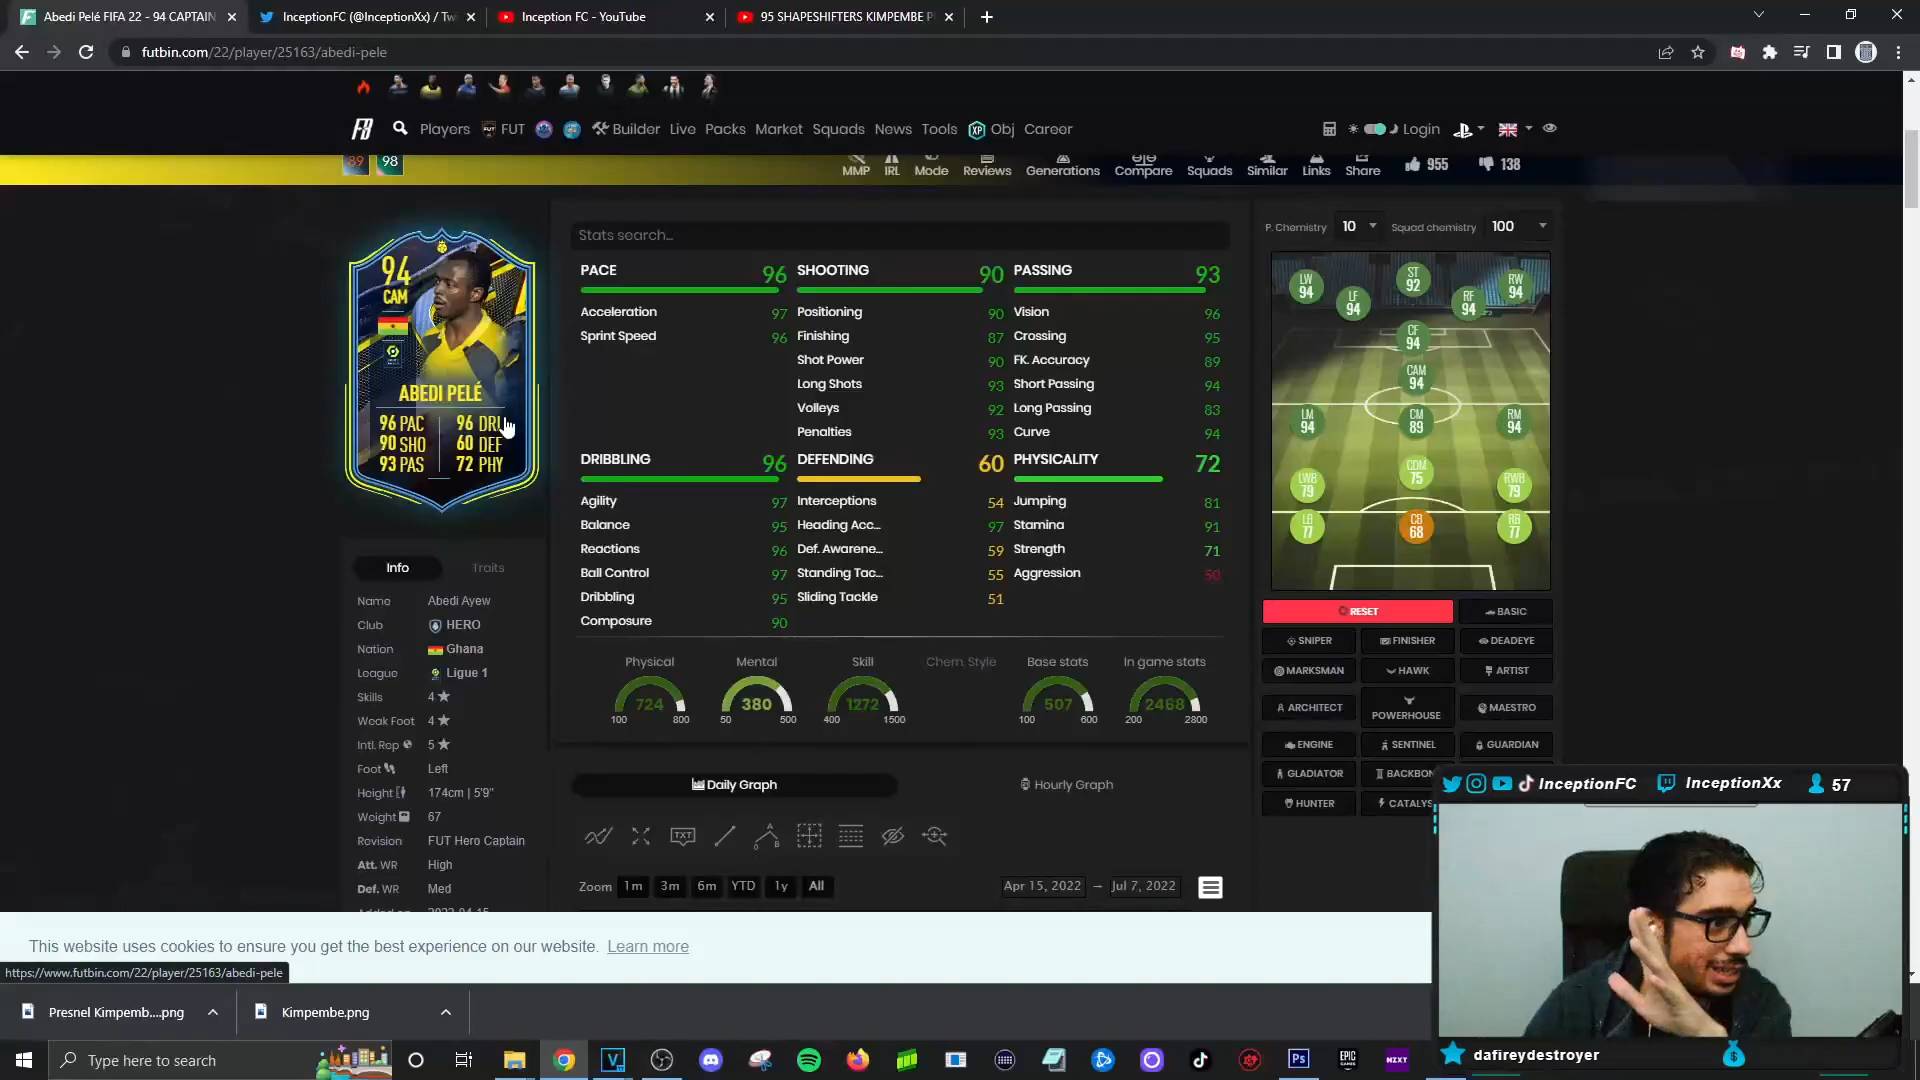 Abedi Pelé FIFA 22 - 94 CAPTAIN
InceptionFC (@InceptionXx) / Tw
Inception FC - YouTube
95 SHAPESHIFTERS KIMPEMBE P
futbin.com/22/player/25163/abedi-pele
Players FUT Builder Live Packs Market Squads News Tools XP Obj Career Login
89 98
MMP IRL Mode Reviews Generations Compare Squads Similar Links Share 955 138
Stats search...
P. Chemistry 10 Squad chemistry 100
94
CAM
ABEDI PELÉ
96 PAC 96 DRI
90 SHO 60 DEF
93 PAS 72 PHY
PACE 96
Acceleration 97
Sprint Speed 96
SHOOTING 90
Positioning 90
Finishing 87
Shot Power 90
Long Shots 93
Volleys 92
Penalties 93
PASSING 93
Vision 96
Crossing 95
FK. Accuracy 89
Short Passing 94
Long Passing 83
Curve 94
DRIBBLING 96
Agility 97
Balance 95
Reactions 96
Ball Control 97
Dribbling 95
Composure 90
DEFENDING 60
Interceptions 54
Heading Acc... 97
Def. Awarene... 59
Standing Tac... 55
Sliding Tackle 51
PHYSICALITY 72
Jumping 81
Stamina 91
Strength 71
Aggression 50
LW 94
ST 92
RW 94
LF 94
RF 94
CF 94
CAM 94
LM 94
CM 89
RM 94
LWB 79
CDM 75
RWB 79
LB 77
CB 68
RB 77
RESET BASIC
SNIPER FINISHER DEADEYE
MARKSMAN HAWK ARTIST
ARCHITECT POWERHOUSE MAESTRO
ENGINE SENTINEL GUARDIAN
GLADIATOR BACKBON
HUNTER CATALYS
Info Traits
Name Abedi Ayew
Club HERO
Nation Ghana
League Ligue 1
Skills 4
Weak Foot 4
Intl. Rep 5
Foot Left
Height 174cm | 5'9"
Weight 67
Revision FUT Hero Captain
Att. WR High
Def. WR Med
Physical Mental Skill Chem. Style Base stats In game stats
724 380 1272 507 2468
100 800 50 500 400 1500 100 600 200 2800
Daily Graph Hourly Graph
TXT
Zoom 1m 3m 6m YTD 1y All Apr 15, 2022 → Jul 7, 2022
InceptionFC InceptionXx 57
This website uses cookies to ensure you get the best experience on our website. Learn more
https://www.futbin.com/22/player/25163/abedi-pele
Presnel Kimpemb....png Kimpembe.png
Type here to search
Ps EPIC GAMES NZXT
dafireydestroyer